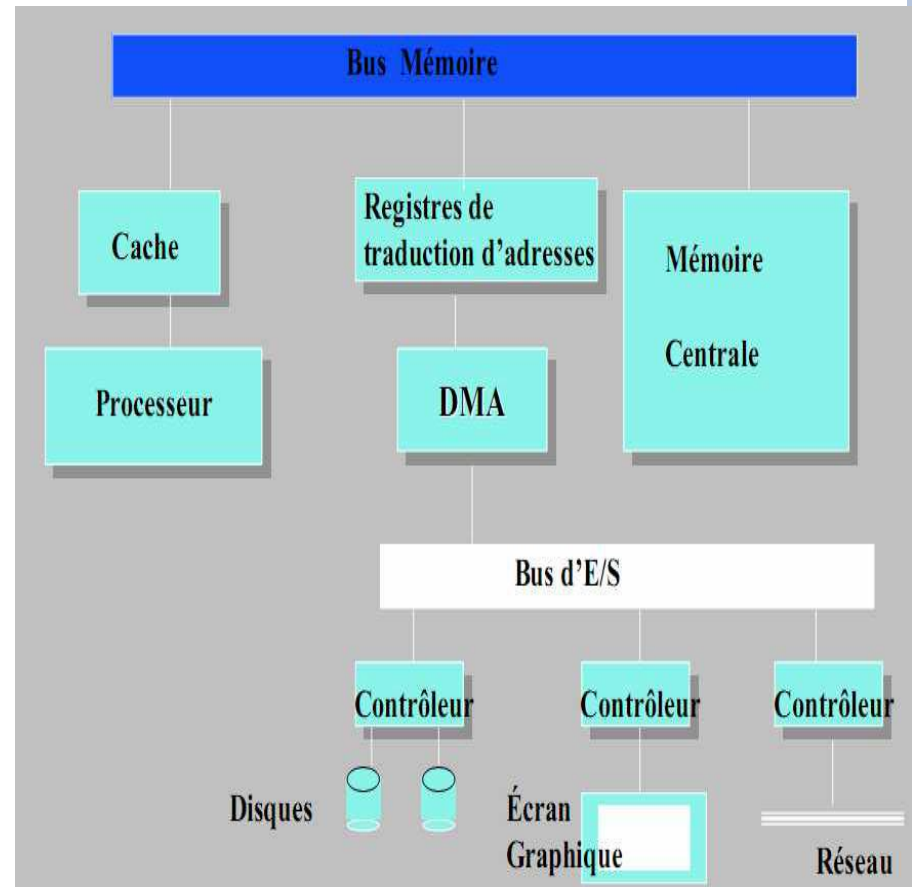 Bus Mémoire
Cache
Registres de
traduction d'adresses
Mémoire
Centrale
Processeur
DMA
Bus d'E/S
Contrôleur
Contrôleur
Contrôleur
Disques
Écran
Graphique
Réseau